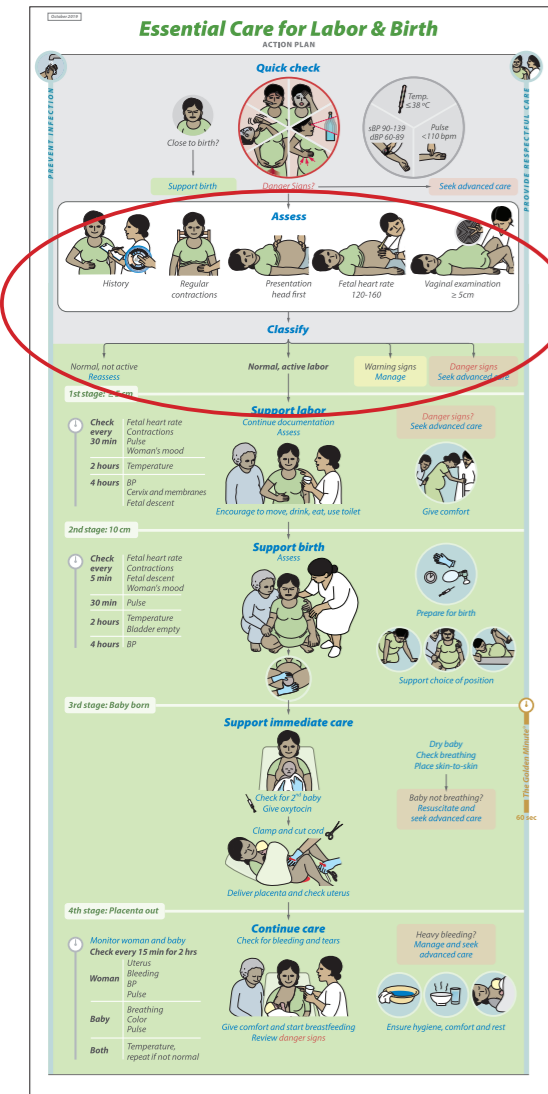 October 2019
Essential Care for Labor & Birth
ACTION PLAN
PREVENT INFECTION
PROVIDE RESPECTFUL CARE
Quick check
Close to birth?
Temp.
≤38 ºC
sBP 90-139
dBP 60-89
Pulse
<110 bpm
Support birth
Danger Signs?
Seek advanced care
Assess
History
Regular
contractions
Presentation
head first
Fetal heart rate
120-160
Vaginal examination
≥ 5cm
Classify
Normal, not active
Reassess
Normal, active labor
Warning signs
Manage
Danger signs
Seek advanced care
1st stage: ≥ 5 cm
Support labor
Continue documentation
Assess
Check every 30 min
Fetal heart rate
Contractions
Pulse
Woman's mood
2 hours Temperature
4 hours BP
Cervix and membranes
Fetal descent
Danger signs?
Seek advanced care
Encourage to move, drink, eat, use toilet
Give comfort
2nd stage: 10 cm
Support birth
Assess
Check every 5 min
Fetal heart rate
Contractions
Fetal descent
Woman's mood
30 min Pulse
2 hours Temperature
Bladder empty
4 hours BP
Prepare for birth
Support choice of position
3rd stage: Baby born
Support immediate care
Check for 2nd baby
Give oxytocin
Clamp and cut cord
Deliver placenta and check uterus
Dry baby
Check breathing
Place skin-to-skin
Baby not breathing?
Resuscitate and
seek advanced care
The Golden Minute®
60 sec
4th stage: Placenta out
Continue care
Check for bleeding and tears
Monitor woman and baby
Check every 15 min for 2 hrs
Woman
Uterus
Bleeding
BP
Pulse
Baby
Breathing
Color
Pulse
Both
Temperature,
repeat if not normal
Heavy bleeding?
Manage and seek
advanced care
Give comfort and start breastfeeding
Review danger signs
Ensure hygiene, comfort and rest